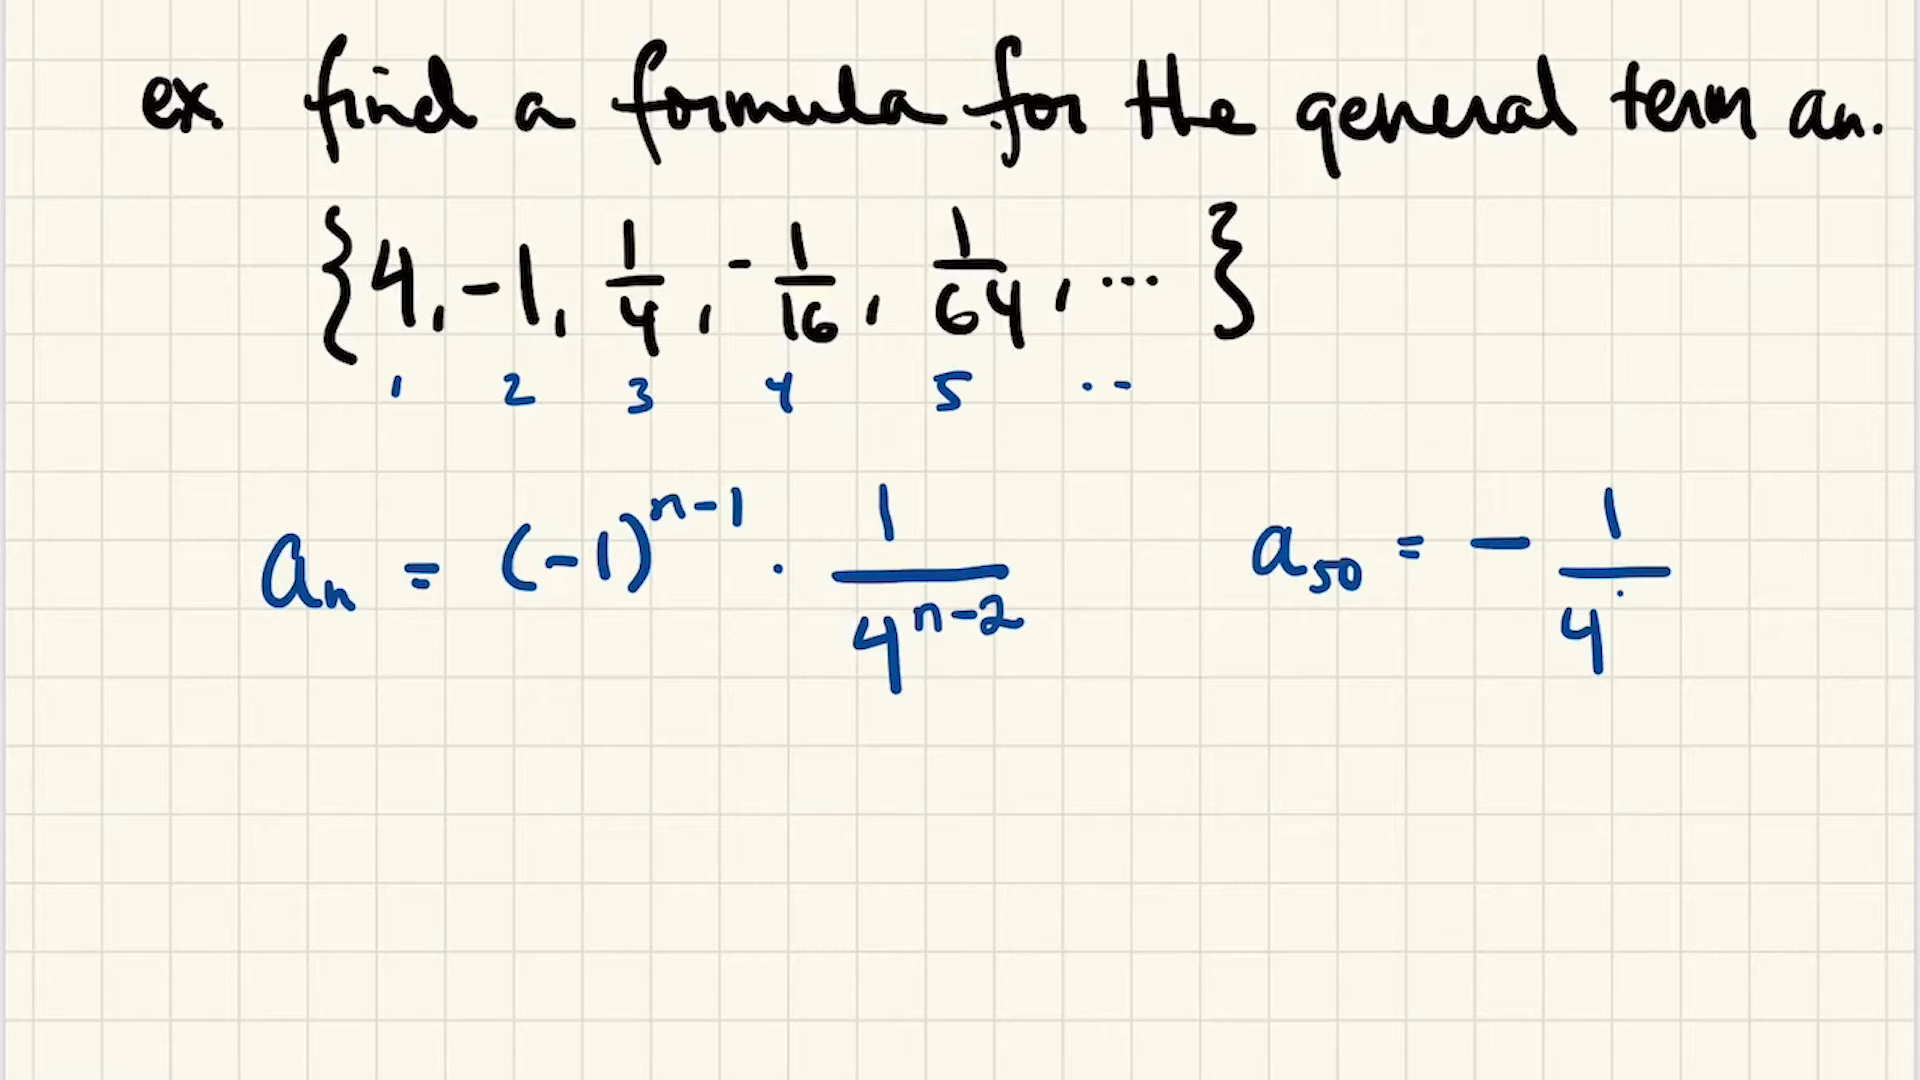 ex. find a formula for the general term aₙ.
{4, -1, 1/4, -1/16, 1/64, ... }
1 2 3 4 5 ..
aₙ = (-1)ⁿ⁻¹ · 1/4ⁿ⁻² a₅₀ = - 1/4